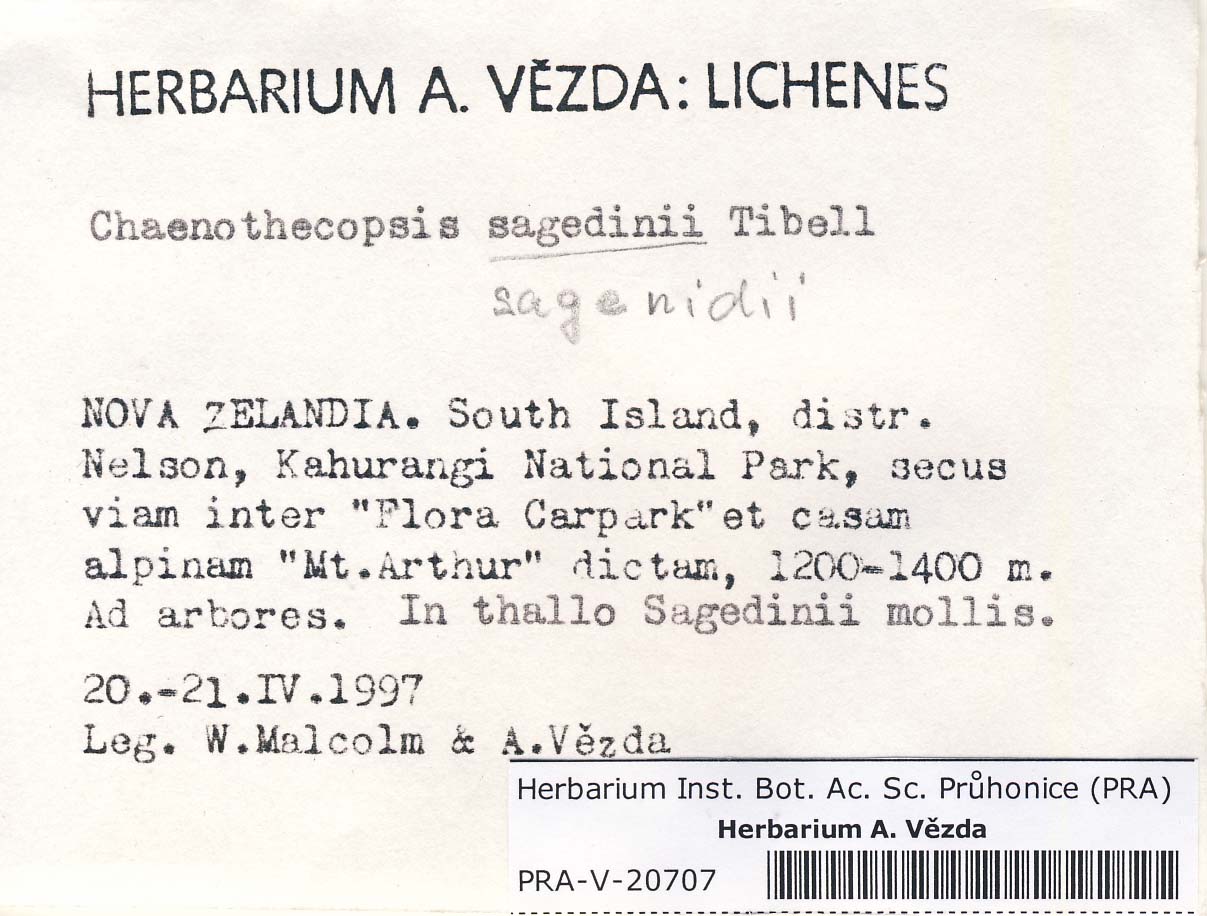 HERBARIUM A. VĚZDA: LICHENES
Chaenothecopsis sagedinii Tibell
sagenidii
NOVA ZELANDIA. South Island, distr.
Nelson, Kahurangi National Park, secus
viam inter "Flora Carpark"et casam
alpinam "Mt.Arthur" dictam, 1200-1400 m.
Ad arbores. In thallo Sagedinii mollis.
20.-21.IV.1997
Leg. W.Malcolm & A.Vězda
Herbarium Inst. Bot. Ac. Sc. Průhonice (PRA)
Herbarium A. Vězda
PRA-V-20707